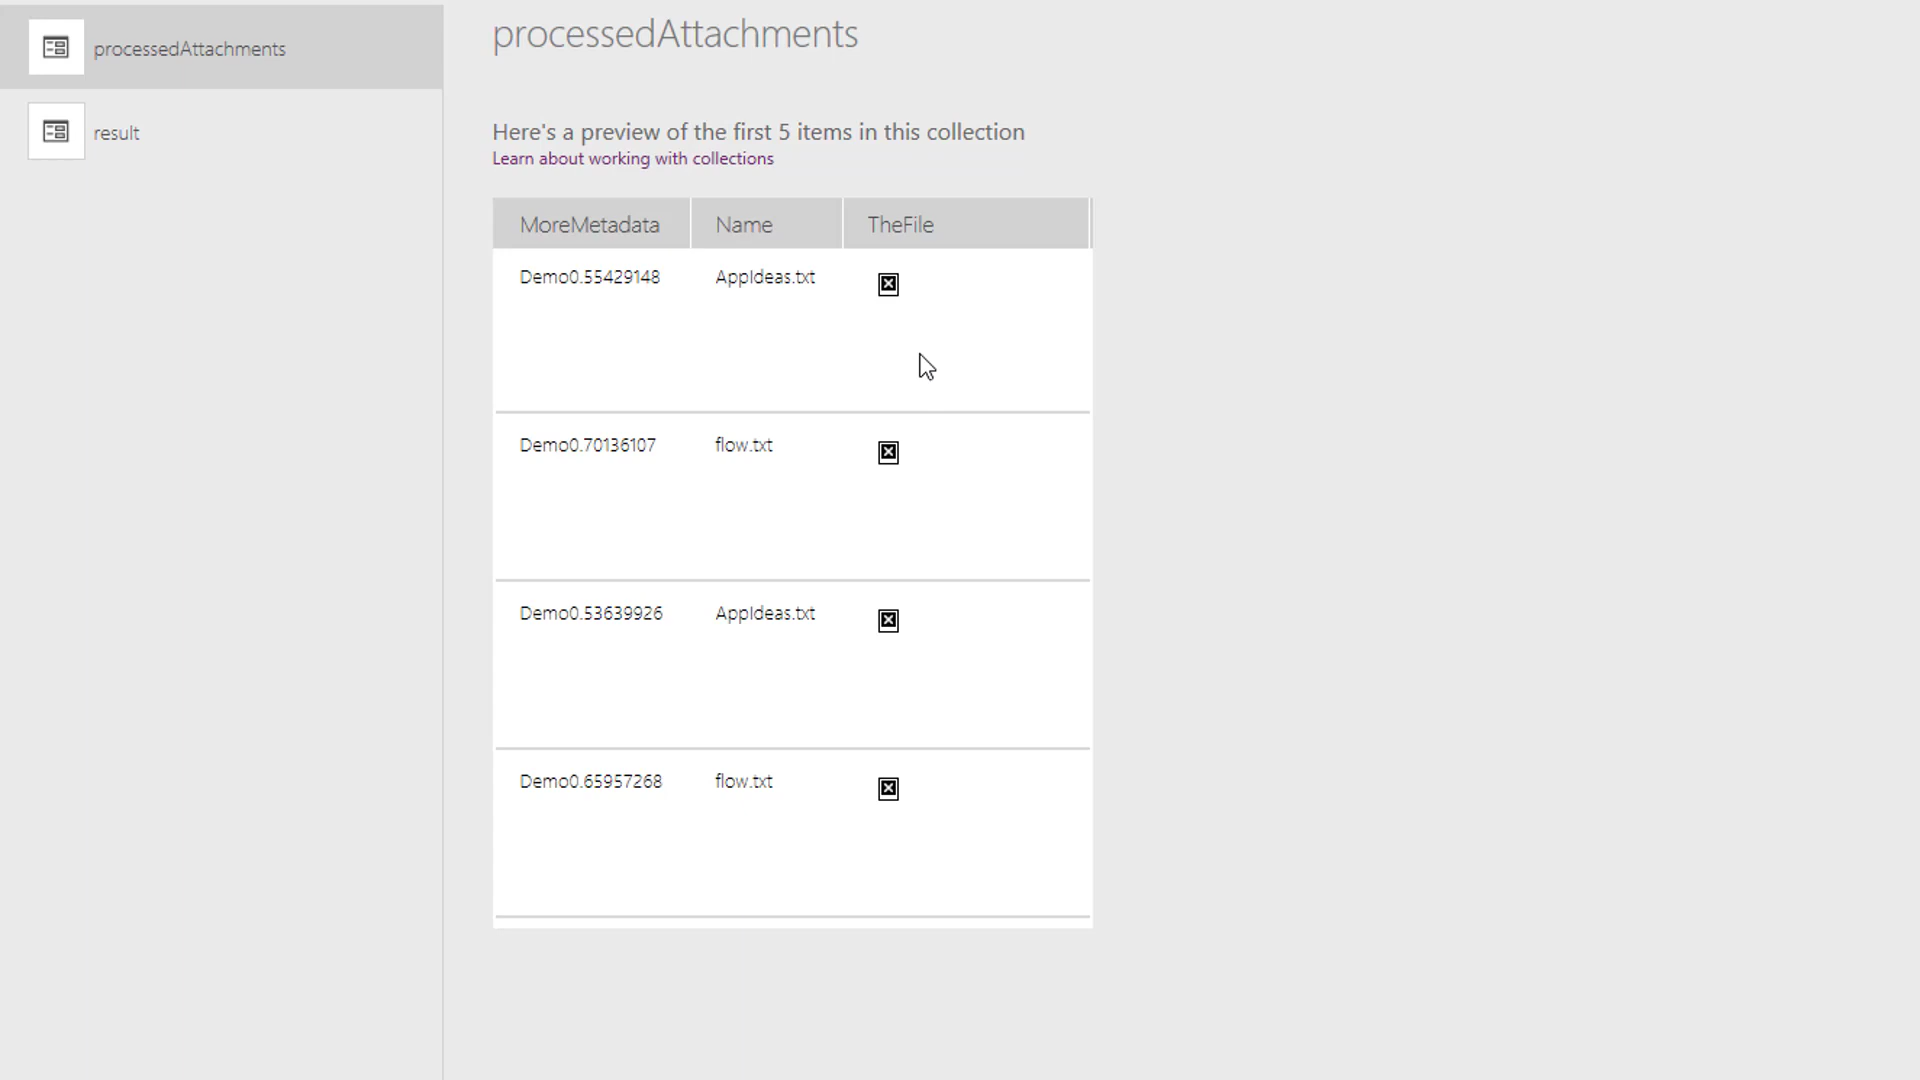 processedAttachments
result
processedAttachments
Here's a preview of the first 5 items in this collection
Learn about working with collections
MoreMetadata Name TheFile
Demo0.55429148 AppIdeas.txt
Demo0.70136107 flow.txt
Demo0.53639926 AppIdeas.txt
Demo0.65957268 flow.txt